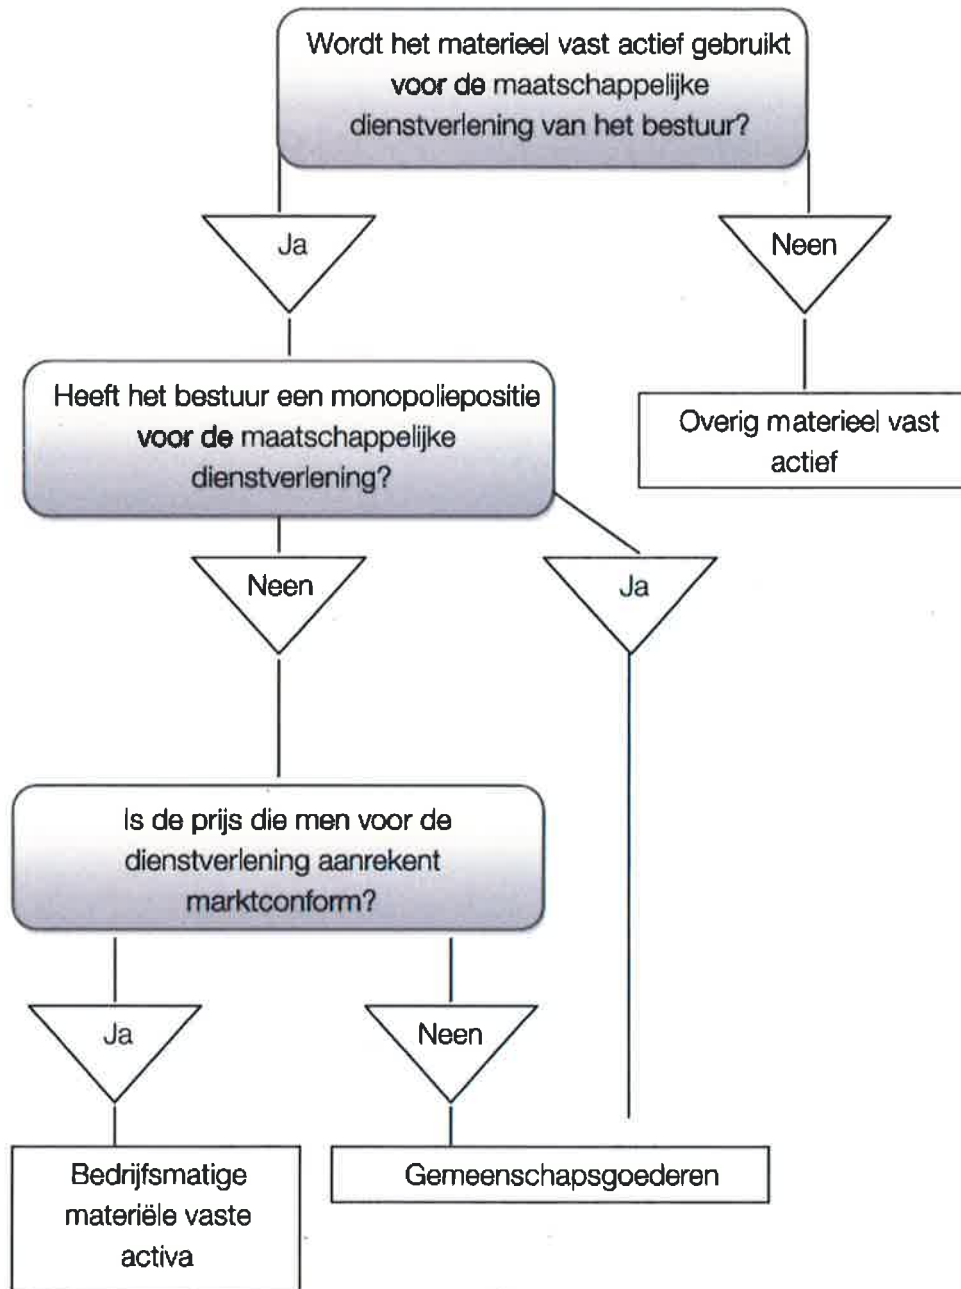 Wordt het materieel vast actief gebruikt
voor de maatschappelijke
dienstverlening van het bestuur?
Ja
Neen
Heeft het bestuur een monopoliepositie
voor de maatschappelijke
dienstverlening?
Overig materieel vast
actief
Neen
Ja
Is de prijs die men voor de
dienstverlening aanrekent
marktconform?
Ja
Neen
Bedrijfsmatige
materiële vaste
activa
Gemeenschapsgoederen